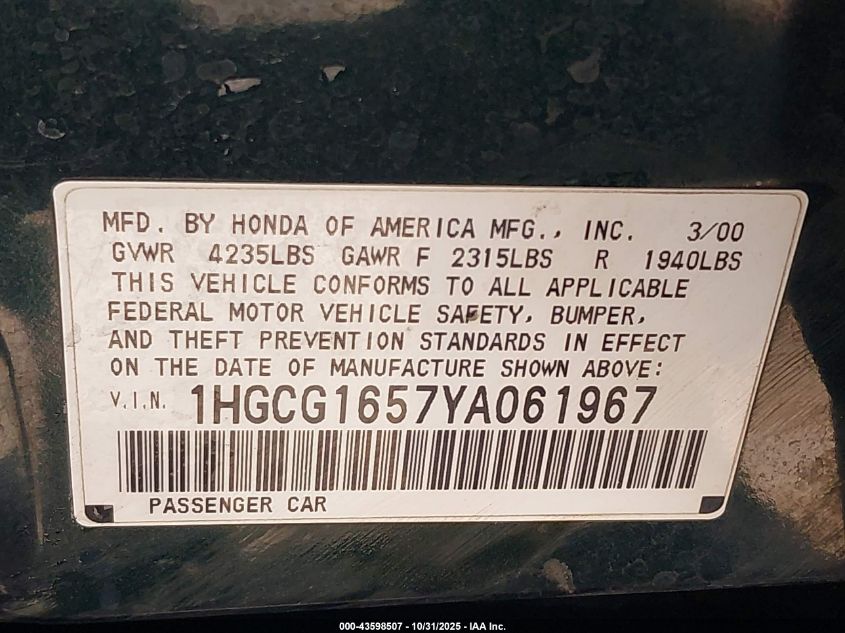 MFD. BY HONDA OF AMERICA MFG., INC. 3/00
GVWR 4235LBS GAWR F 2315LBS R 1940LBS
THIS VEHICLE CONFORMS TO ALL APPLICABLE
FEDERAL MOTOR VEHICLE SAFETY, BUMPER,
AND THEFT PREVENTION STANDARDS IN EFFECT
ON THE DATE OF MANUFACTURE SHOWN ABOVE:
V.I.N. 1HGCG1657YA061967
PASSENGER CAR
000-43598507 - 10/31/2025 - IAA Inc.